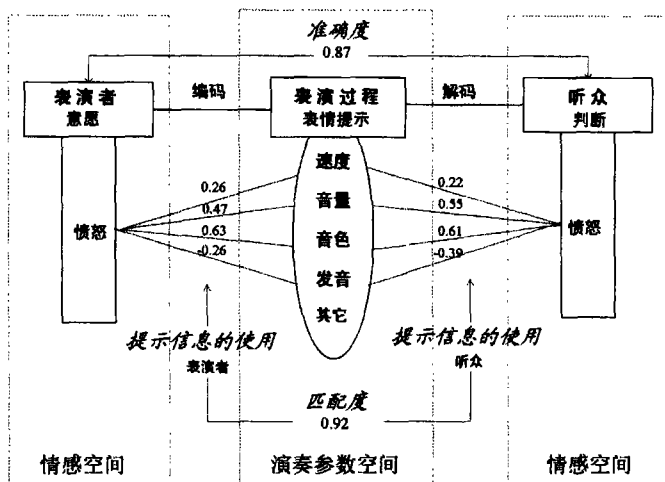 准确度
0.87
表演者
意愿
编码
表演过程
表情提示
解码
听众
判断
愤怒
0.26
0.47
0.63
-0.26
速度
音量
音色
发音
其它
0.22
0.55
0.61
-0.39
愤怒
提示信息的使用
表演者
提示信息的使用
听众
匹配度
0.92
情感空间
演奏参数空间
情感空间